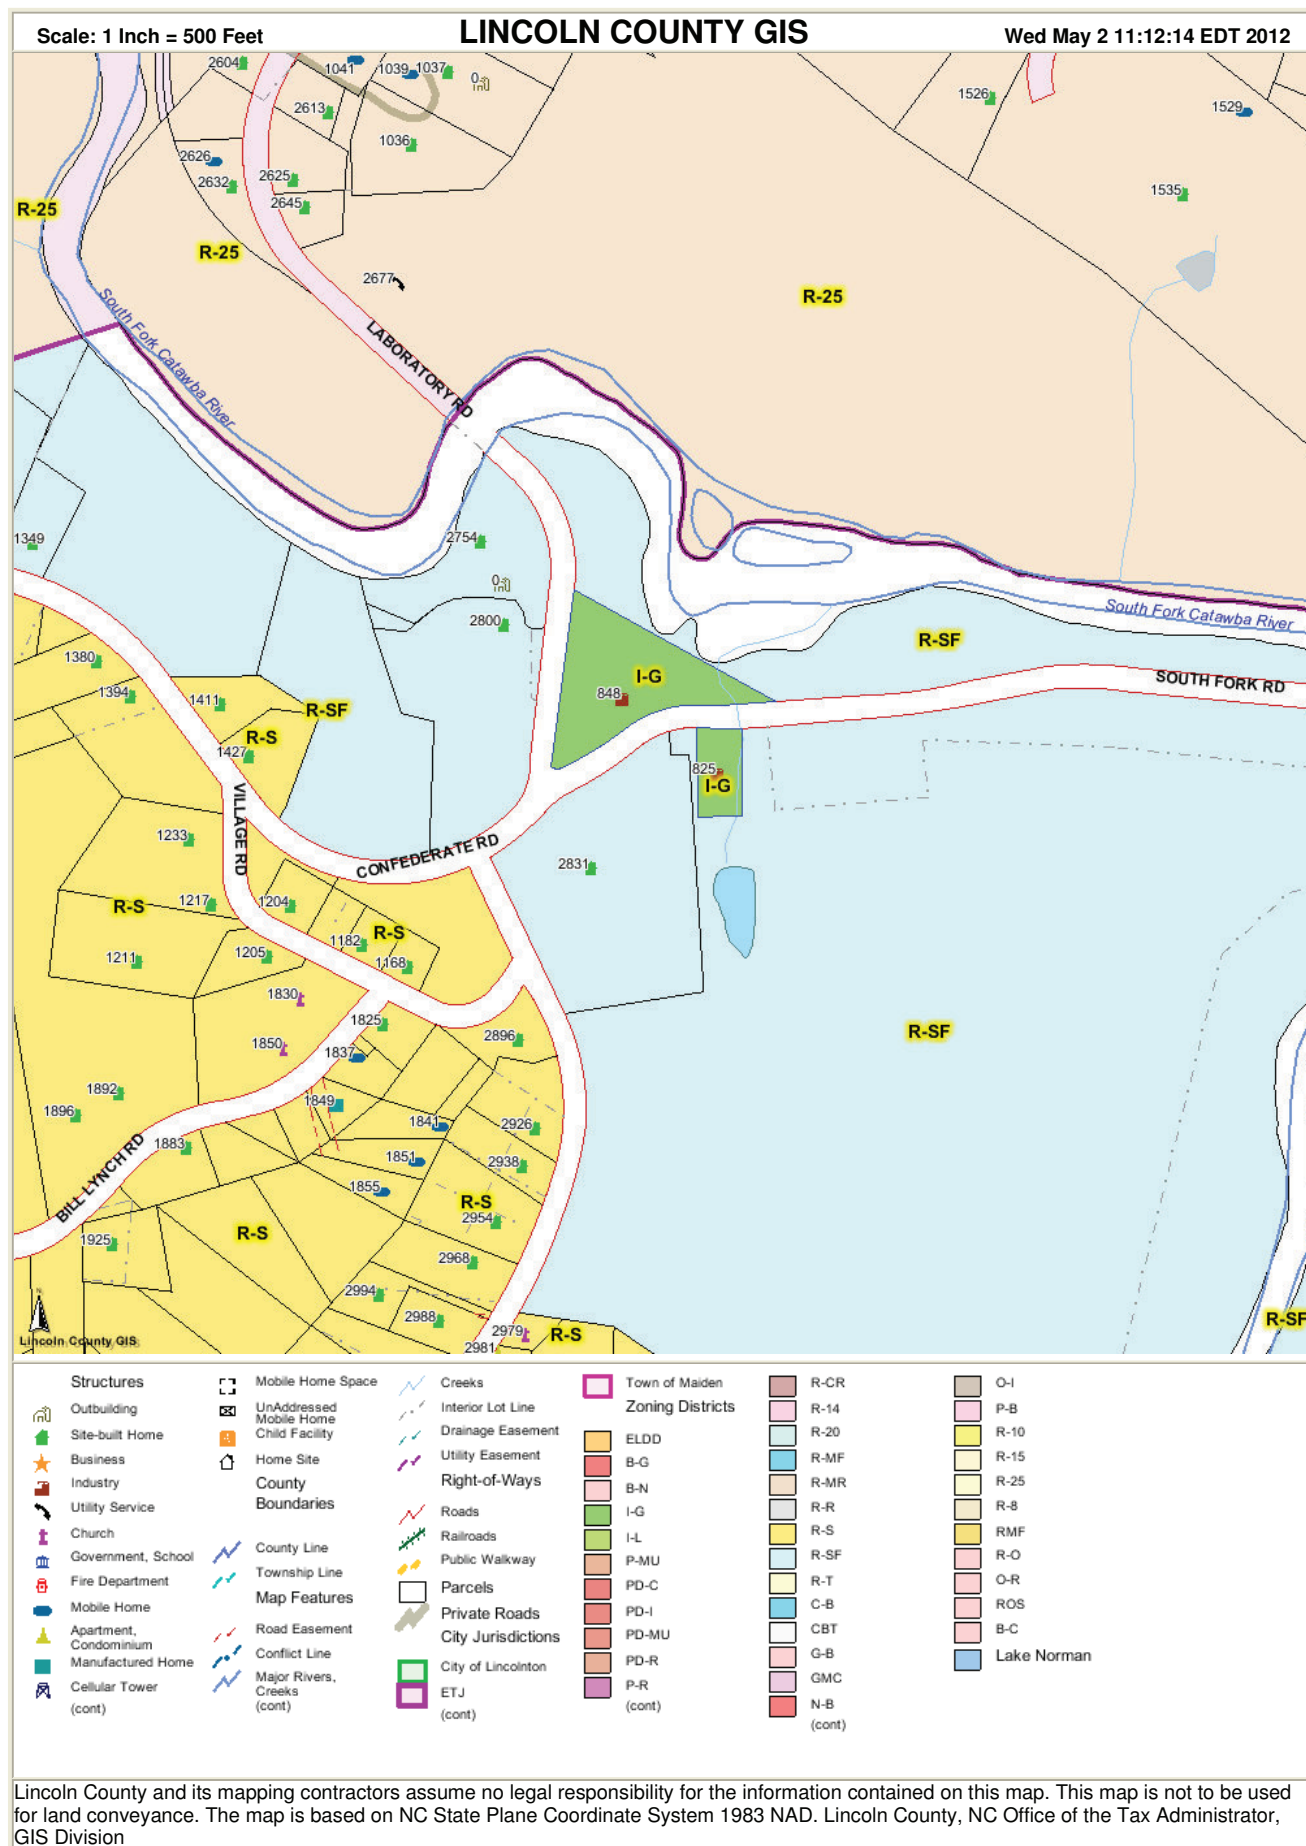 Scale: 1 Inch = 500 Feet
LINCOLN COUNTY GIS
Wed May 2 11:12:14 EDT 2012
2604
1041
1039
1037
0
1526
1529
2613
1036
2626
2632
2625
2645
1535
R-25
R-25
2677
R-25
South Fork Catawba River
LABORATORY RD
1349
2754
0
2800
South Fork Catawba River
R-SF
1380
1394
1411
R-SF
R-S
1427
I-G
848
SOUTH FORK RD
825
I-G
VILLAGE RD
1233
CONFEDERATE RD
2831
R-S
1217
1204
1182
R-S
1211
1205
1168
1830
1825
2896
R-SF
1850
1837
1892
1896
1849
1841
2926
1883
1851
2938
BILL LYNCH RD
1855
R-S
2954
R-S
1925
2968
2994
2988
2979
R-S
2981
R-SF
N
Lincoln County GIS
Structures
Outbuilding
Site-built Home
Business
Industry
Utility Service
Church
Government, School
Fire Department
Mobile Home
Apartment,
Condominium
Manufactured Home
Cellular Tower
(cont)
Mobile Home Space
UnAddressed
Mobile Home
Child Facility
Home Site
County
Boundaries
County Line
Township Line
Map Features
Road Easement
Conflict Line
Major Rivers,
Creeks
(cont)
Creeks
Interior Lot Line
Drainage Easement
Utility Easement
Right-of-Ways
Roads
Railroads
Public Walkway
Parcels
Private Roads
City Jurisdictions
City of Lincolnton
ETJ
(cont)
Town of Maiden
Zoning Districts
ELDD
B-G
B-N
I-G
I-L
P-MU
PD-C
PD-I
PD-MU
PD-R
P-R
(cont)
R-CR
R-14
R-20
R-MF
R-MR
R-R
R-S
R-SF
R-T
C-B
CBT
G-B
GMC
N-B
(cont)
O-I
P-B
R-10
R-15
R-25
R-8
RMF
R-O
O-R
ROS
B-C
Lake Norman
Lincoln County and its mapping contractors assume no legal responsibility for the information contained on this map. This map is not to be used
for land conveyance. The map is based on NC State Plane Coordinate System 1983 NAD. Lincoln County, NC Office of the Tax Administrator,
GIS Division